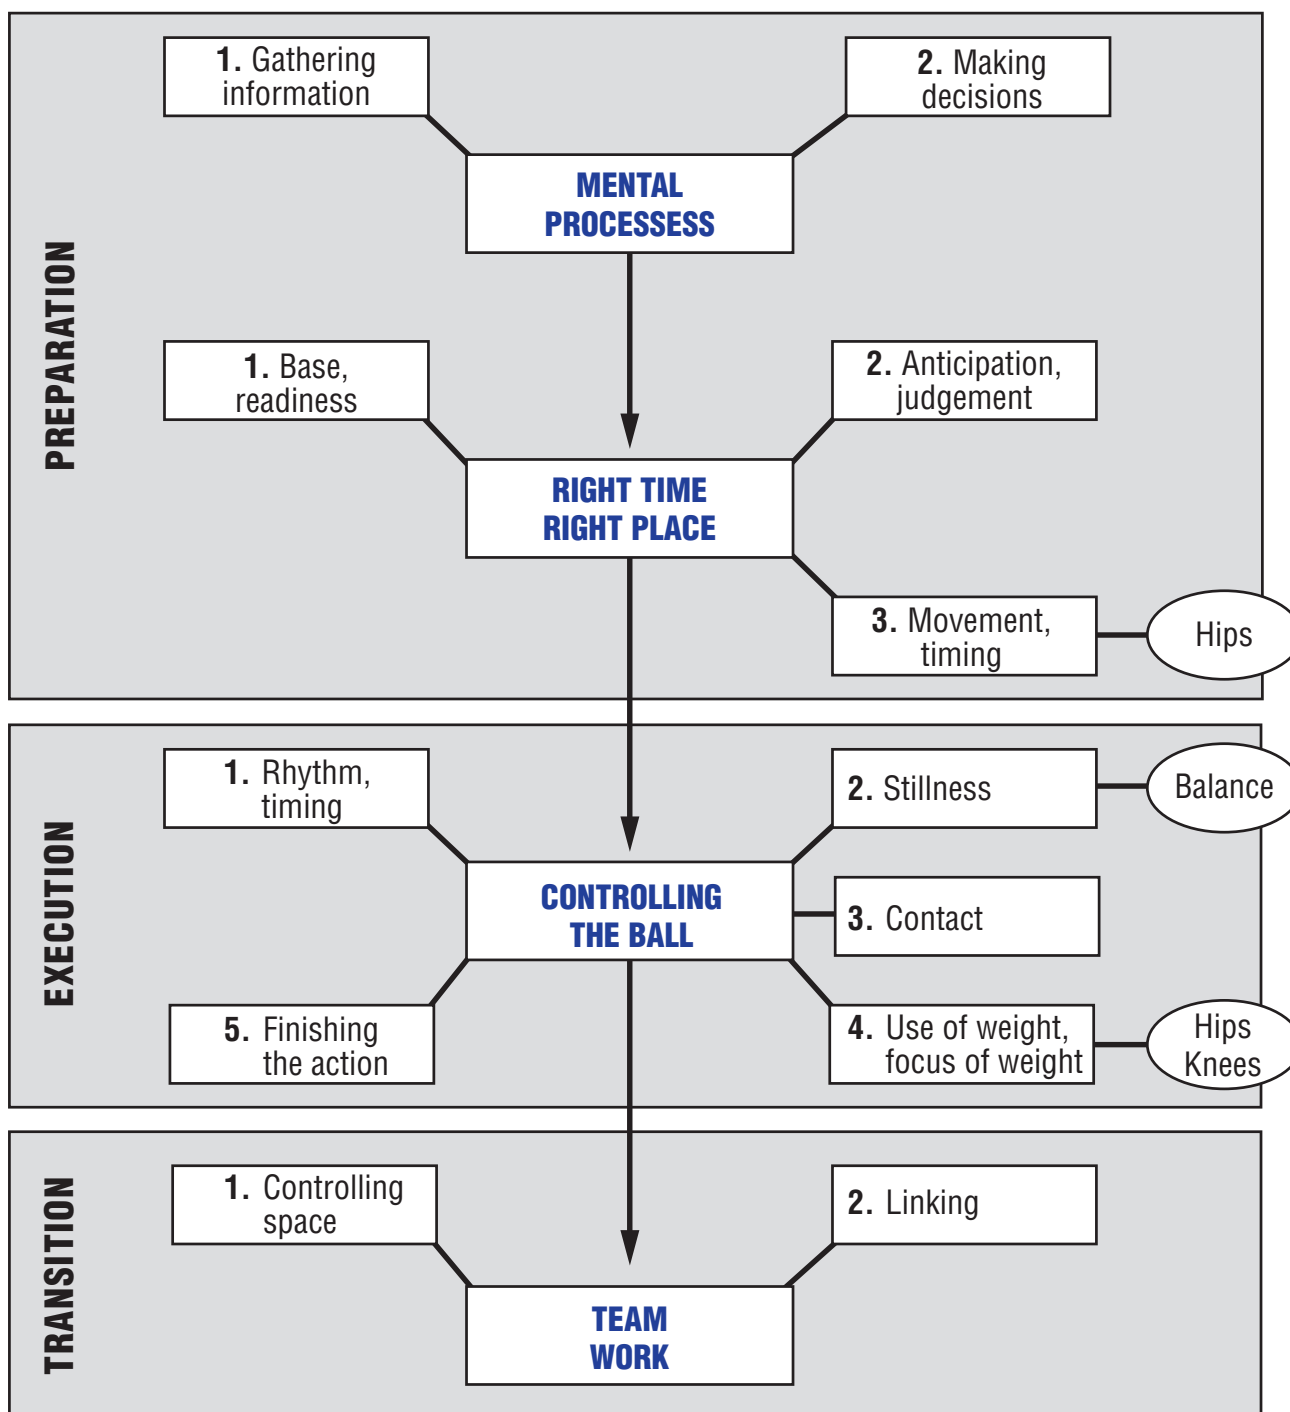 PREPARATION
1. Gathering
information
2. Making
decisions
MENTAL
PROCESSESS
1. Base,
readiness
2. Anticipation,
judgement
RIGHT TIME
RIGHT PLACE
3. Movement,
timing
Hips
EXECUTION
1. Rhythm,
timing
2. Stillness
Balance
CONTROLLING
THE BALL
3. Contact
5. Finishing
the action
4. Use of weight,
focus of weight
Hips
Knees
TRANSITION
1. Controlling
space
2. Linking
TEAM
WORK